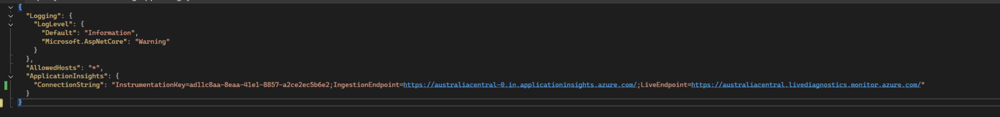 {
"Logging": {
"LogLevel": {
"Default": "Information",
"Microsoft.AspNetCore": "Warning"
}
},
"AllowedHosts": "*",
"ApplicationInsights": {
"ConnectionString": "InstrumentationKey=ad11c8aa-8eaa-41e1-8857-a2ce2ec5b6e2;IngestionEndpoint=https://australiacentral-0.in.applicationinsights.azure.com/;LiveEndpoint=https://australiacentral.livediagnostics.monitor.azure.com/"
}
}